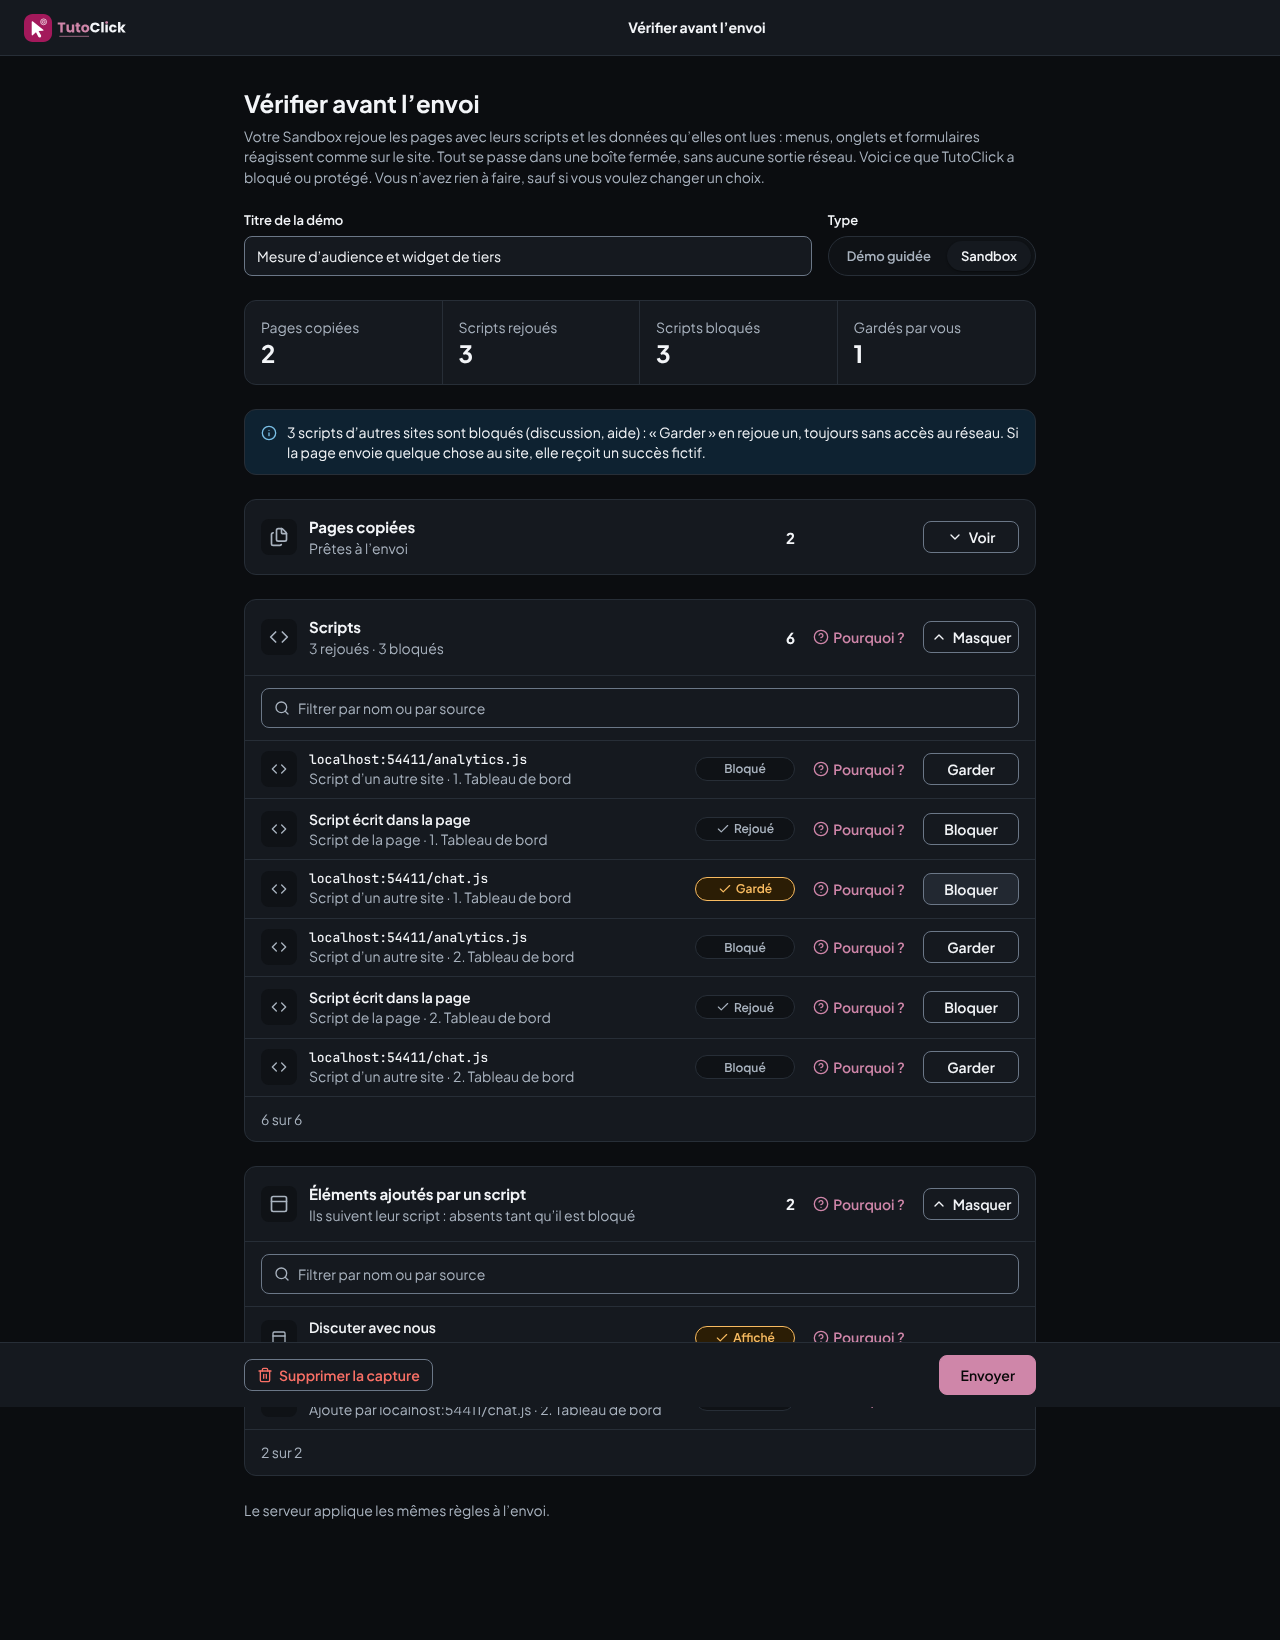 TutoClick
Vérifier avant l’envoi
Vérifier avant l’envoi
Votre Sandbox rejoue les pages avec leurs scripts et les données qu’elles ont lues : menus, onglets et formulaires
réagissent comme sur le site. Tout se passe dans une boîte fermée, sans aucune sortie réseau. Voici ce que TutoClick a
bloqué ou protégé. Vous n’avez rien à faire, sauf si vous voulez changer un choix.
Titre de la démo
Type
Mesure d’audience et widget de tiers
Démo guidée
Sandbox
Pages copiées
Scripts rejoués
Scripts bloqués
Gardés par vous
2
3
3
1
3 scripts d’autres sites sont bloqués (discussion, aide) : « Garder » en rejoue un, toujours sans accès au réseau. Si
la page envoie quelque chose au site, elle reçoit un succès fictif.
Pages copiées
Prêtes à l’envoi
2
Voir
Scripts
3 rejoués · 3 bloqués
6
Pourquoi ?
Masquer
Filtrer par nom ou par source
localhost:54411/analytics.js
Script d’un autre site · 1. Tableau de bord
Bloqué
Pourquoi ?
Garder
Script écrit dans la page
Script de la page · 1. Tableau de bord
Rejoué
Pourquoi ?
Bloquer
localhost:54411/chat.js
Script d’un autre site · 1. Tableau de bord
Gardé
Pourquoi ?
Bloquer
localhost:54411/analytics.js
Script d’un autre site · 2. Tableau de bord
Bloqué
Pourquoi ?
Garder
Script écrit dans la page
Script de la page · 2. Tableau de bord
Rejoué
Pourquoi ?
Bloquer
localhost:54411/chat.js
Script d’un autre site · 2. Tableau de bord
Bloqué
Pourquoi ?
Garder
6 sur 6
Éléments ajoutés par un script
Ils suivent leur script : absents tant qu’il est bloqué
2
Pourquoi ?
Masquer
Filtrer par nom ou par source
Discuter avec nous
Affiché
Pourquoi ?
Supprimer la capture
Envoyer
Ajouté par localhost:54411/chat.js · 2. Tableau de bord
2 sur 2
Le serveur applique les mêmes règles à l’envoi.